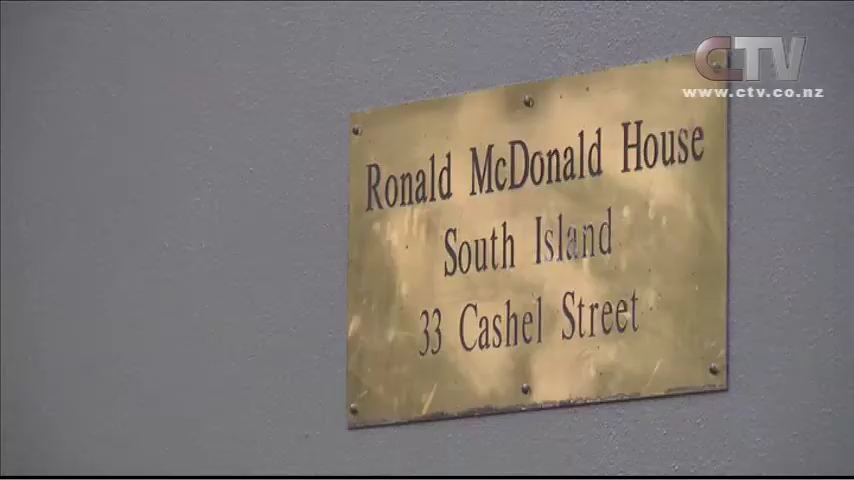 CTV
www.ctv.co.nz
Ronald McDonald House
South Island
33 Cashel Street